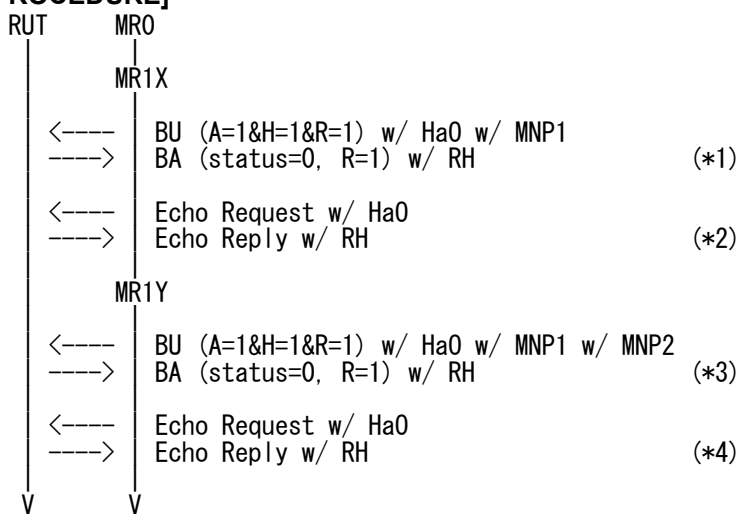 ROCEDURE]
RUT MR0
MR1X
<---- BU (A=1&H=1&R=1) w/ HaO w/ MNP1
----> BA (status=0, R=1) w/ RH (*1)
<---- Echo Request w/ HaO
----> Echo Reply w/ RH (*2)
MR1Y
<---- BU (A=1&H=1&R=1) w/ HaO w/ MNP1 w/ MNP2
----> BA (status=0, R=1) w/ RH (*3)
<---- Echo Request w/ HaO
----> Echo Reply w/ RH (*4)
V V